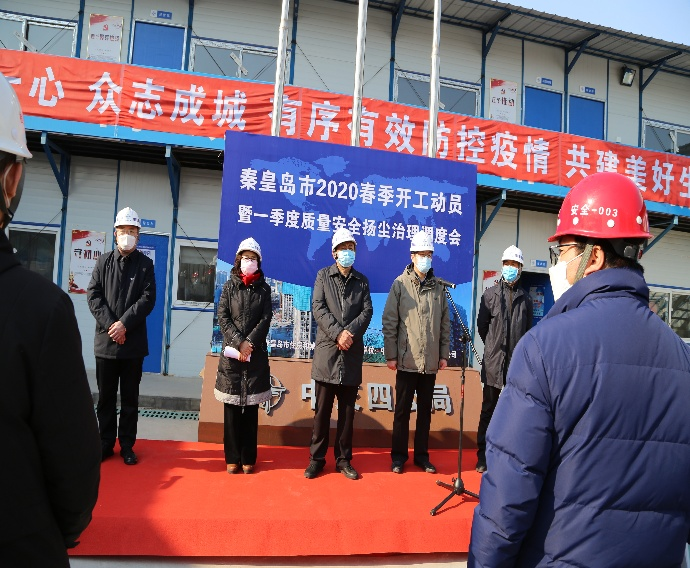 一心 众志成城 有序有效防控疫情 共建美好生
秦皇岛市2020春季开工动员
暨一季度质量安全扬尘治理调度会
安全-003
中 四 局